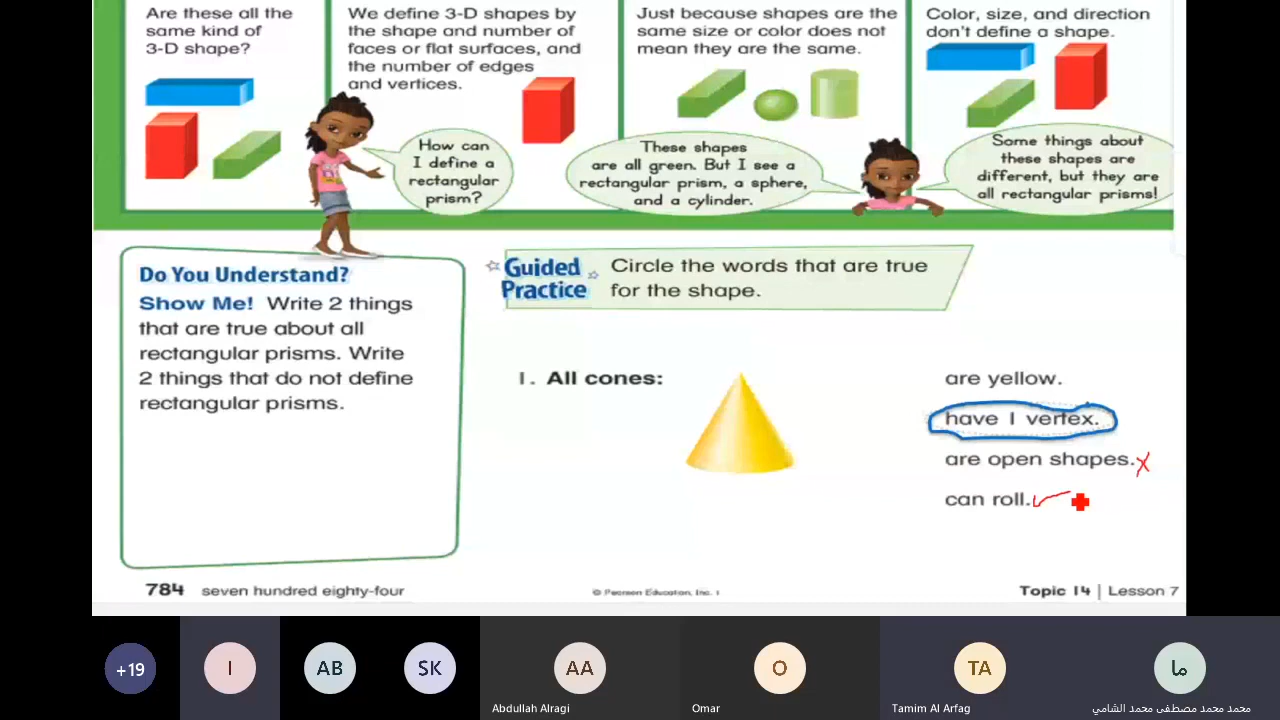 Are these all the
same kind of
3-D shape?
We define 3-D shapes by
the shape and number of
faces or flat surfaces, and
the number of edges
and vertices.
Just because shapes are the
same size or color does not
mean they are the same.
Color, size, and direction
don't define a shape.
How can
I define a
rectangular
prism?
These shapes
are all green. But I see a
rectangular prism, a sphere,
and a cylinder.
Some things about
these shapes are
different, but they are
all rectangular prisms!
Do You Understand?
Show Me! Write 2 things
that are true about all
rectangular prisms. Write
2 things that do not define
rectangular prisms.
Guided
Practice
Circle the words that are true
for the shape.
1. All cones:
are yellow.
have 1 vertex.
are open shapes. X
can roll. ✓
784 seven hundred eighty-four
© Pearson Education, Inc. 1
Topic 14 | Lesson 7
+19
I
AB
SK
AA
O
TA
ما
Abdullah Alragi
Omar
Tamim Al Arfag
محمد محمد مصطفى محمد الشامي